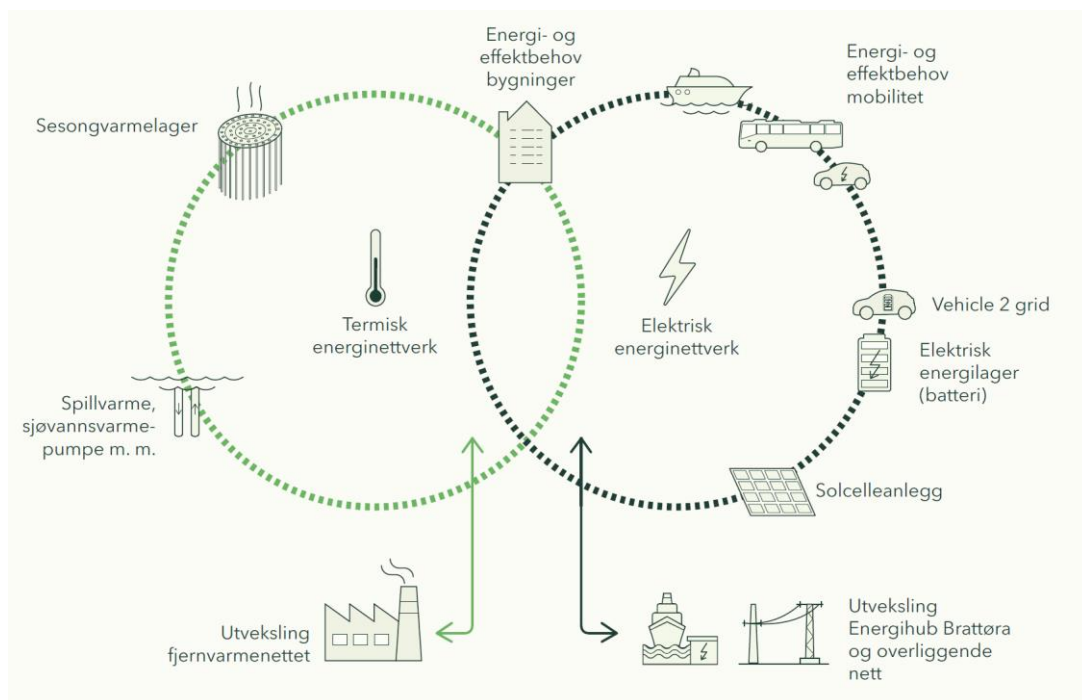 Energi- og
effektbehov
bygninger
Energi- og
effektbehov
mobilitet
Sesongvarmelager
Termisk
energinettverk
Elektrisk
energinettverk
Vehicle 2 grid
Elektrisk
energilager
(batteri)
Spillvarme,
sjøvannsvarme-
pumpe m. m.
Solcelleanlegg
Utveksling
fjernvarmenettet
Utveksling
Energihub Brattøra
og overliggende
nett